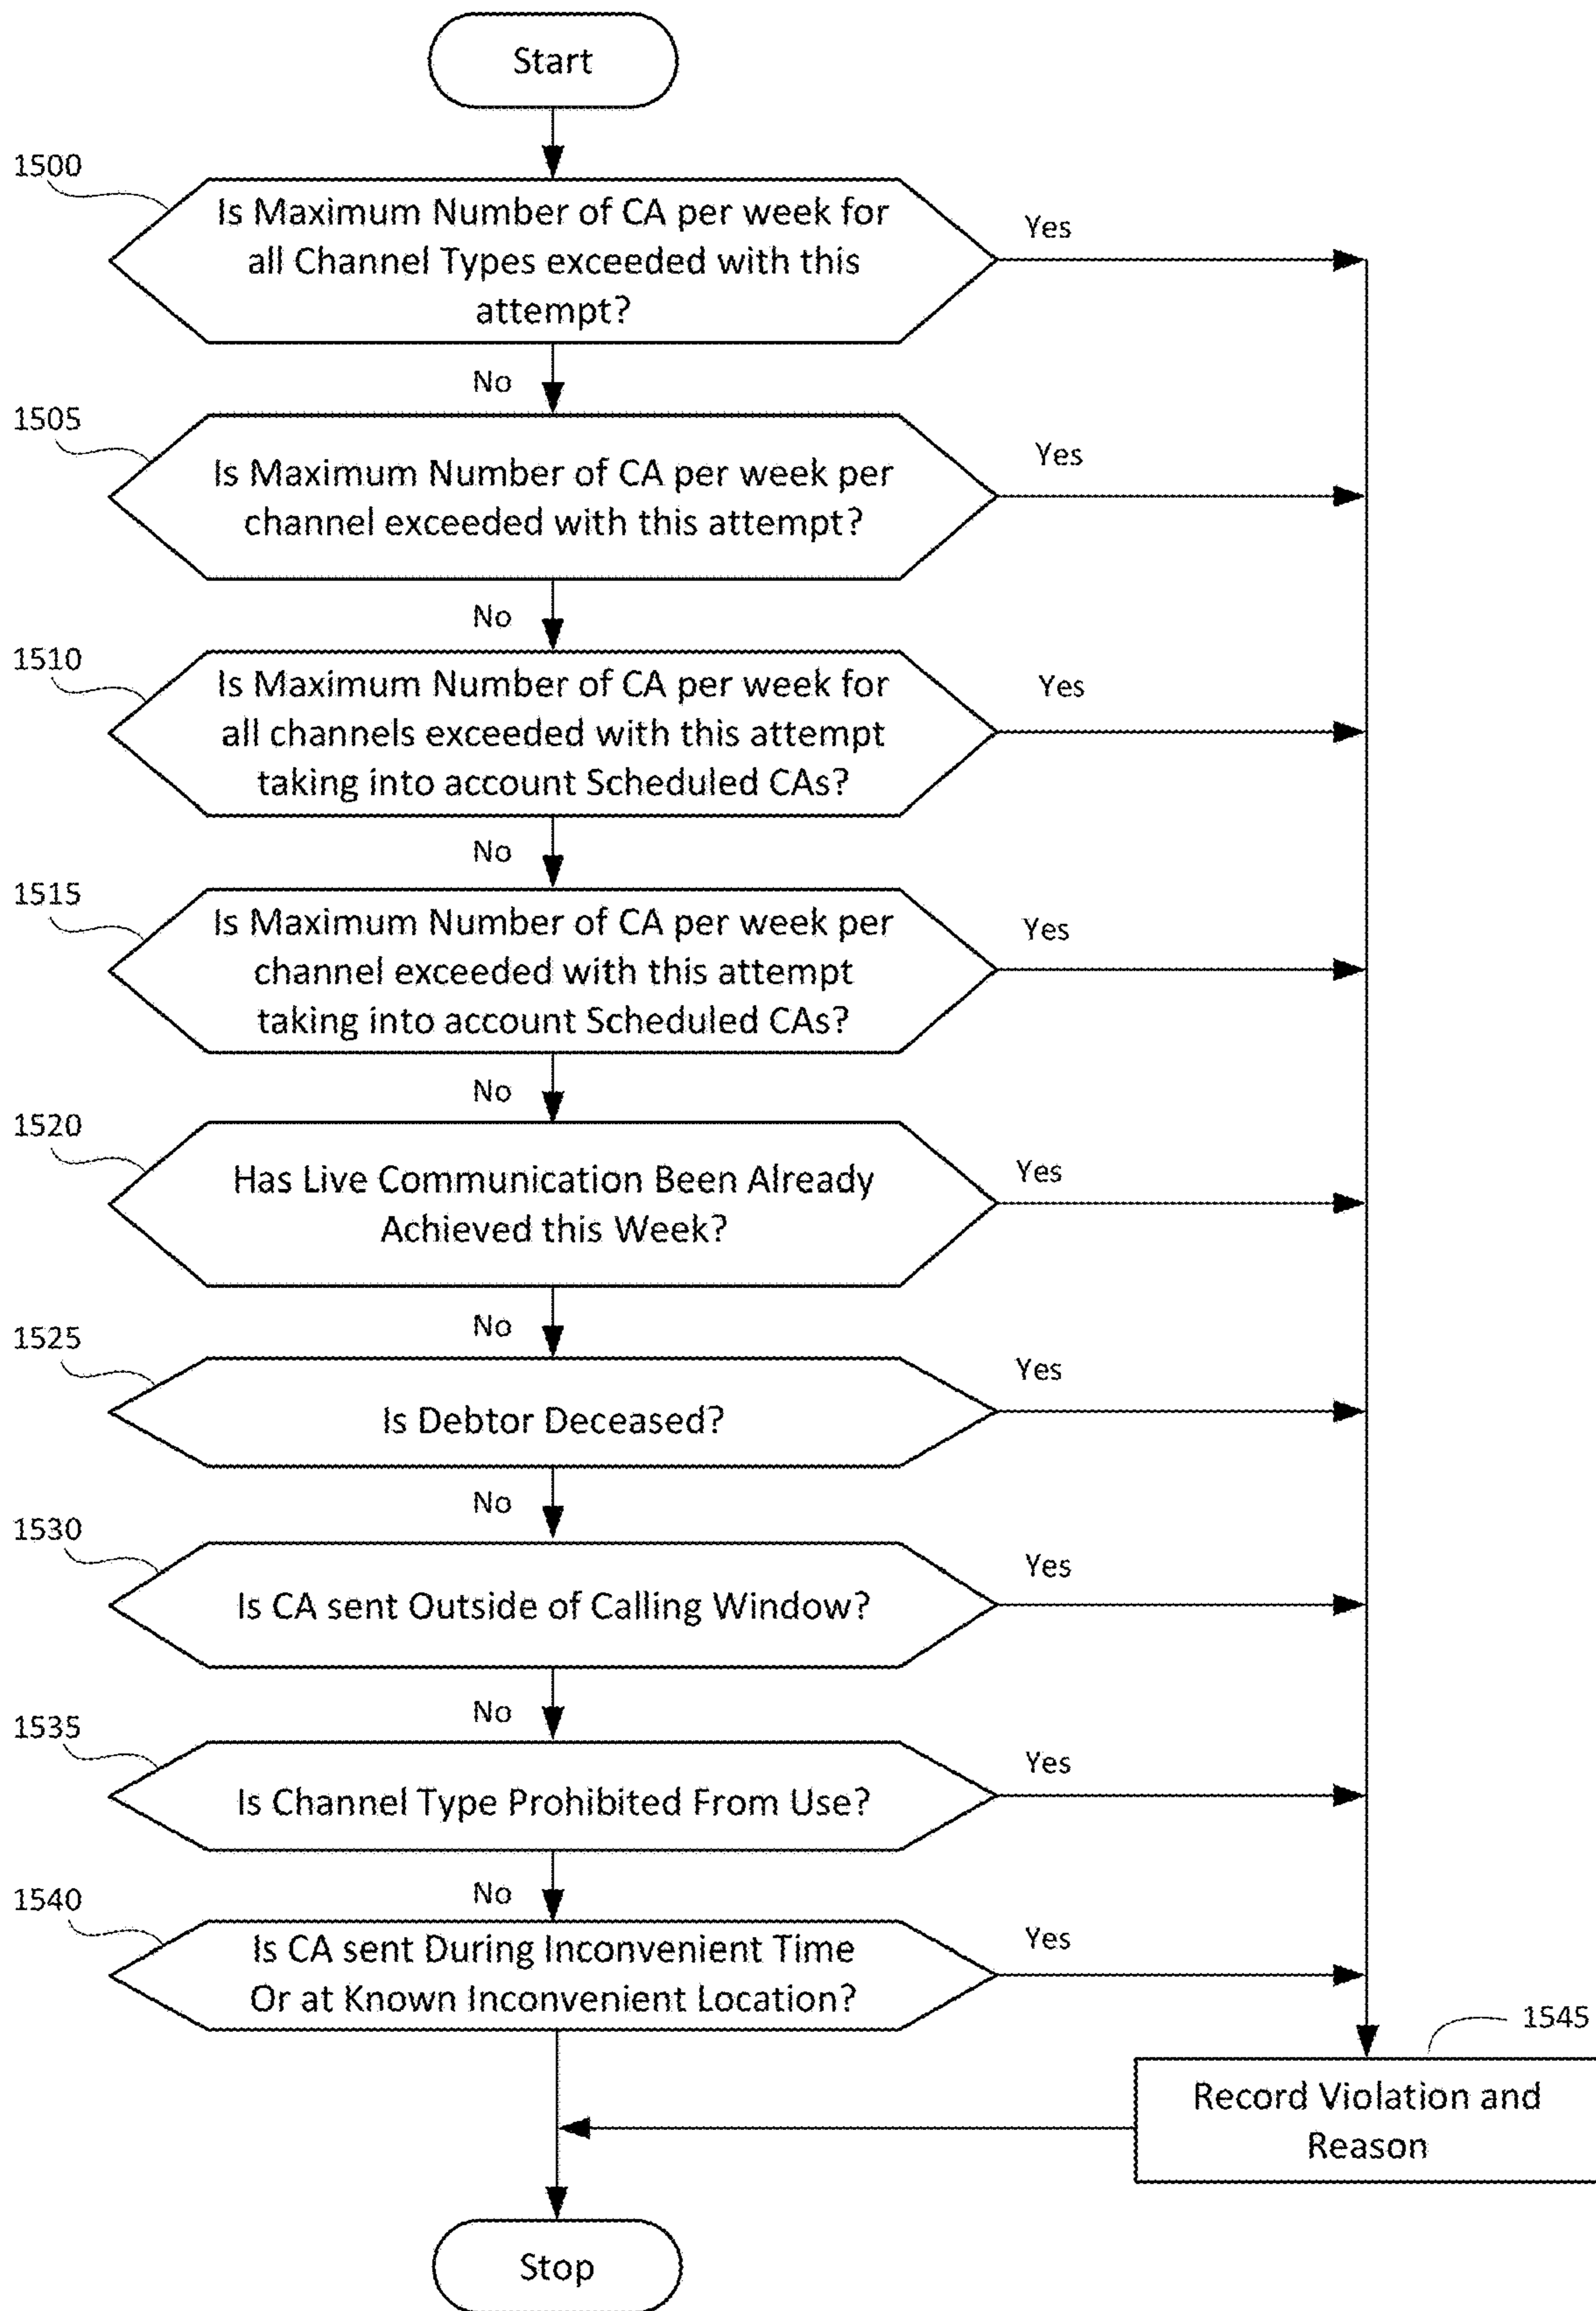 Start
1500
Is Maximum Number of CA per week for
all Channel Types exceeded with this
attempt?
Yes
No
1505
Is Maximum Number of CA per week per
channel exceeded with this attempt?
Yes
No
1510
Is Maximum Number of CA per week for
all channels exceeded with this attempt
taking into account Scheduled CAs?
Yes
No
1515
Is Maximum Number of CA per week per
channel exceeded with this attempt
taking into account Scheduled CAs?
Yes
No
1520
Has Live Communication Been Already
Achieved this Week?
Yes
No
1525
Is Debtor Deceased?
Yes
No
1530
Is CA sent Outside of Calling Window?
Yes
No
1535
Is Channel Type Prohibited From Use?
Yes
No
1540
Is CA sent During Inconvenient Time
Or at Known Inconvenient Location?
Yes
1545
Record Violation and
Reason
Stop